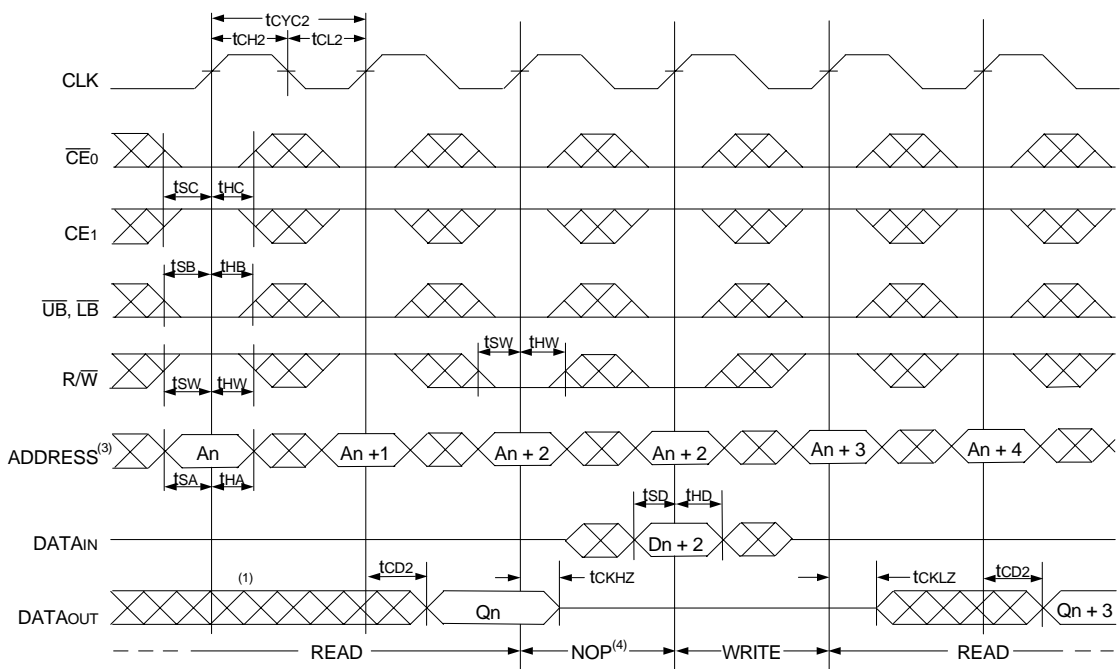 tCYC2
tCH2 tCL2
CLK
CE0
tSC tHC
CE1
tSB tHB
UB, LB
tSW tHW
R/W
tSW tHW
ADDRESS(3) An An +1 An + 2 An + 2 An + 3 An + 4
tSA tHA
tSD tHD
DATAIN Dn + 2
(1) tCD2 tCKHZ tCKLZ tCD2
DATAOUT Qn Qn + 3
READ NOP(4) WRITE READ